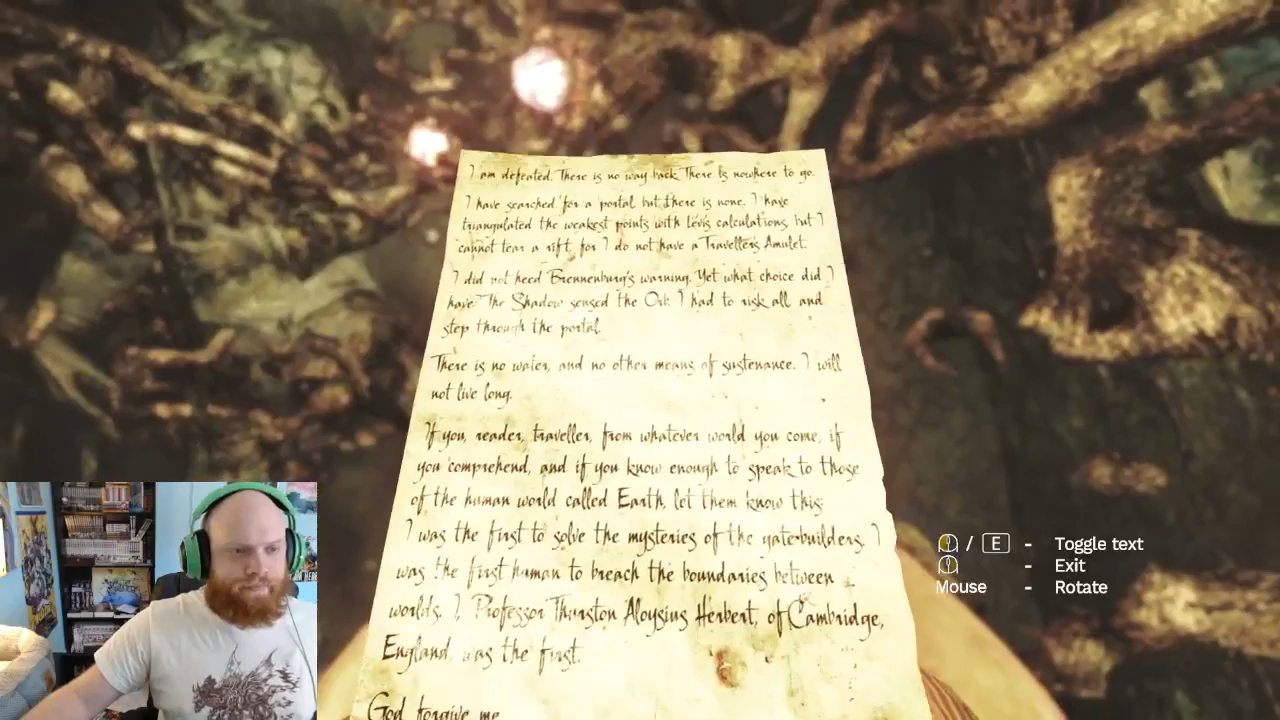 I am defeated. There is no way back. There is nowhere to go.
I have searched for a portal but there is none. I have
triangulated the weakest points with Levis calculations, but I
cannot tear a rift, for I do not have a Travellers Amulet.
I did not heed Brennenburg's warning. Yet what choice did I
have? The Shadow sensed the Orb. I had to risk all and
step through the portal.
There is no water, and no other means of sustenance. I will
not live long.
If you, reader, traveller, from whatever world you come, if
you comprehend, and if you know enough to speak to those
of the human world called Earth, let them know this:
I was the first to solve the mysteries of the gate-builders. I
was the first human to breach the boundaries between
worlds. I, Professor Thurston Aloysius Herbert, of Cambridge,
England, was the first.
God forgive me
/ E - Toggle text
- Exit
Mouse - Rotate